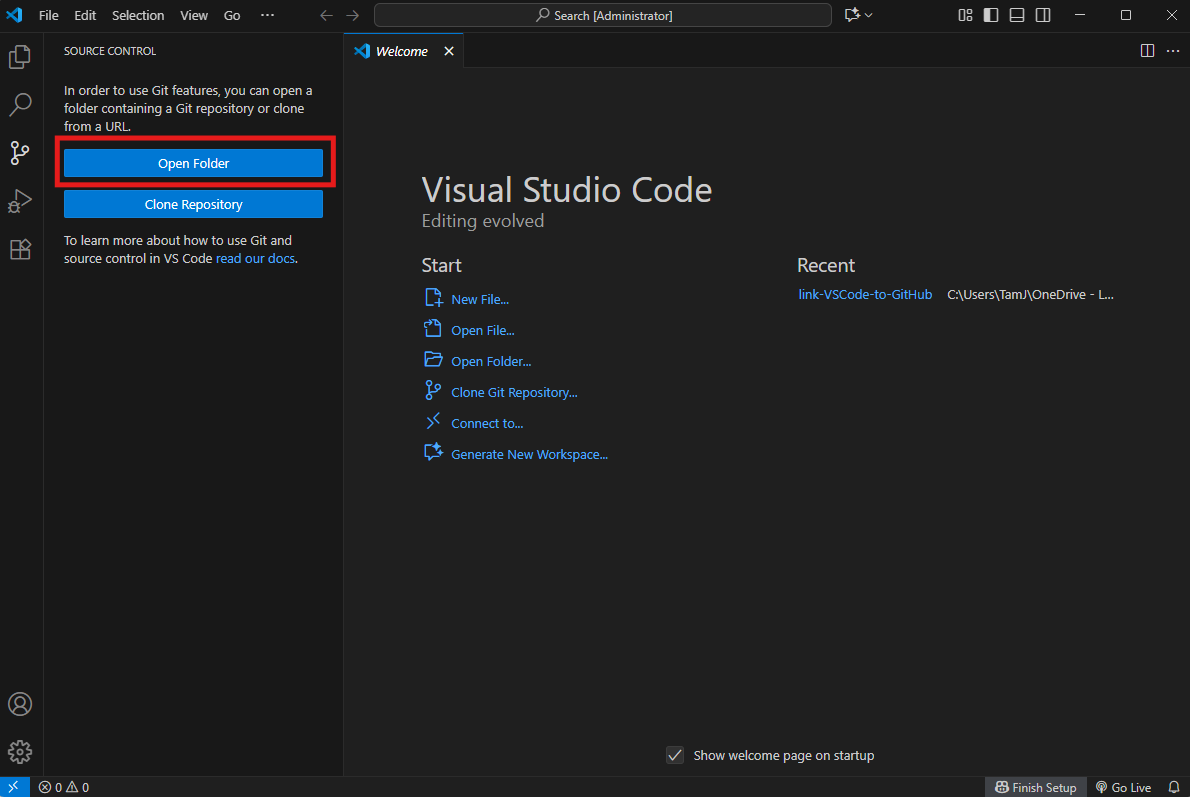 File Edit Selection View Go ··· Search [Administrator]
SOURCE CONTROL
Welcome
In order to use Git features, you can open a
folder containing a Git repository or clone
from a URL.
Open Folder
Clone Repository
To learn more about how to use Git and
source control in VS Code read our docs.
Visual Studio Code
Editing evolved
Start
New File...
Open File...
Open Folder...
Clone Git Repository...
Connect to...
Generate New Workspace...
Recent
link-VSCode-to-GitHub C:\Users\TamJ\OneDrive - L...
Show welcome page on startup
0 0 Finish Setup Go Live